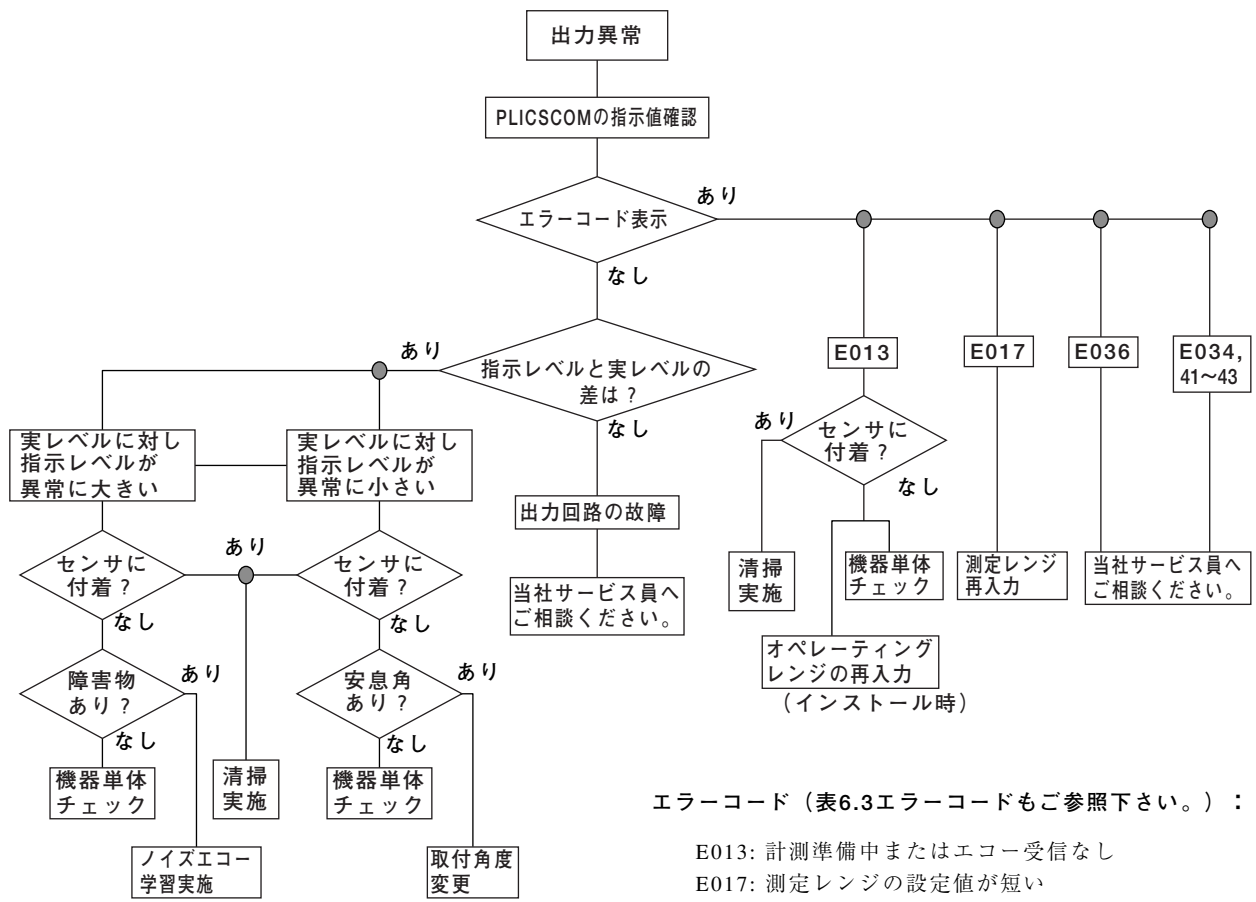 出力異常
PLICSCOMの指示値確認
エラーコード表示
あり
なし
指示レベルと実レベルの
差は？
あり
なし
E013
E017
E036
E034,
41〜43
実レベルに対し
指示レベルが
異常に大きい
実レベルに対し
指示レベルが
異常に小さい
あり
センサに
付着？
なし
出力回路の故障
センサに
付着？
あり
センサに
付着？
清掃
実施
機器単体
チェック
測定レンジ
再入力
当社サービス員へ
ご相談ください。
当社サービス員へ
ご相談ください。
なし
なし
オペレーティング
レンジの再入力
（インストール時）
障害物
あり？
あり
安息角
あり？
あり
なし
なし
機器単体
チェック
清掃
実施
機器単体
チェック
ノイズエコー
学習実施
取付角度
変更
エラーコード（表6.3エラーコードもご参照下さい。）：
E013: 計測準備中またはエコー受信なし
E017: 測定レンジの設定値が短い